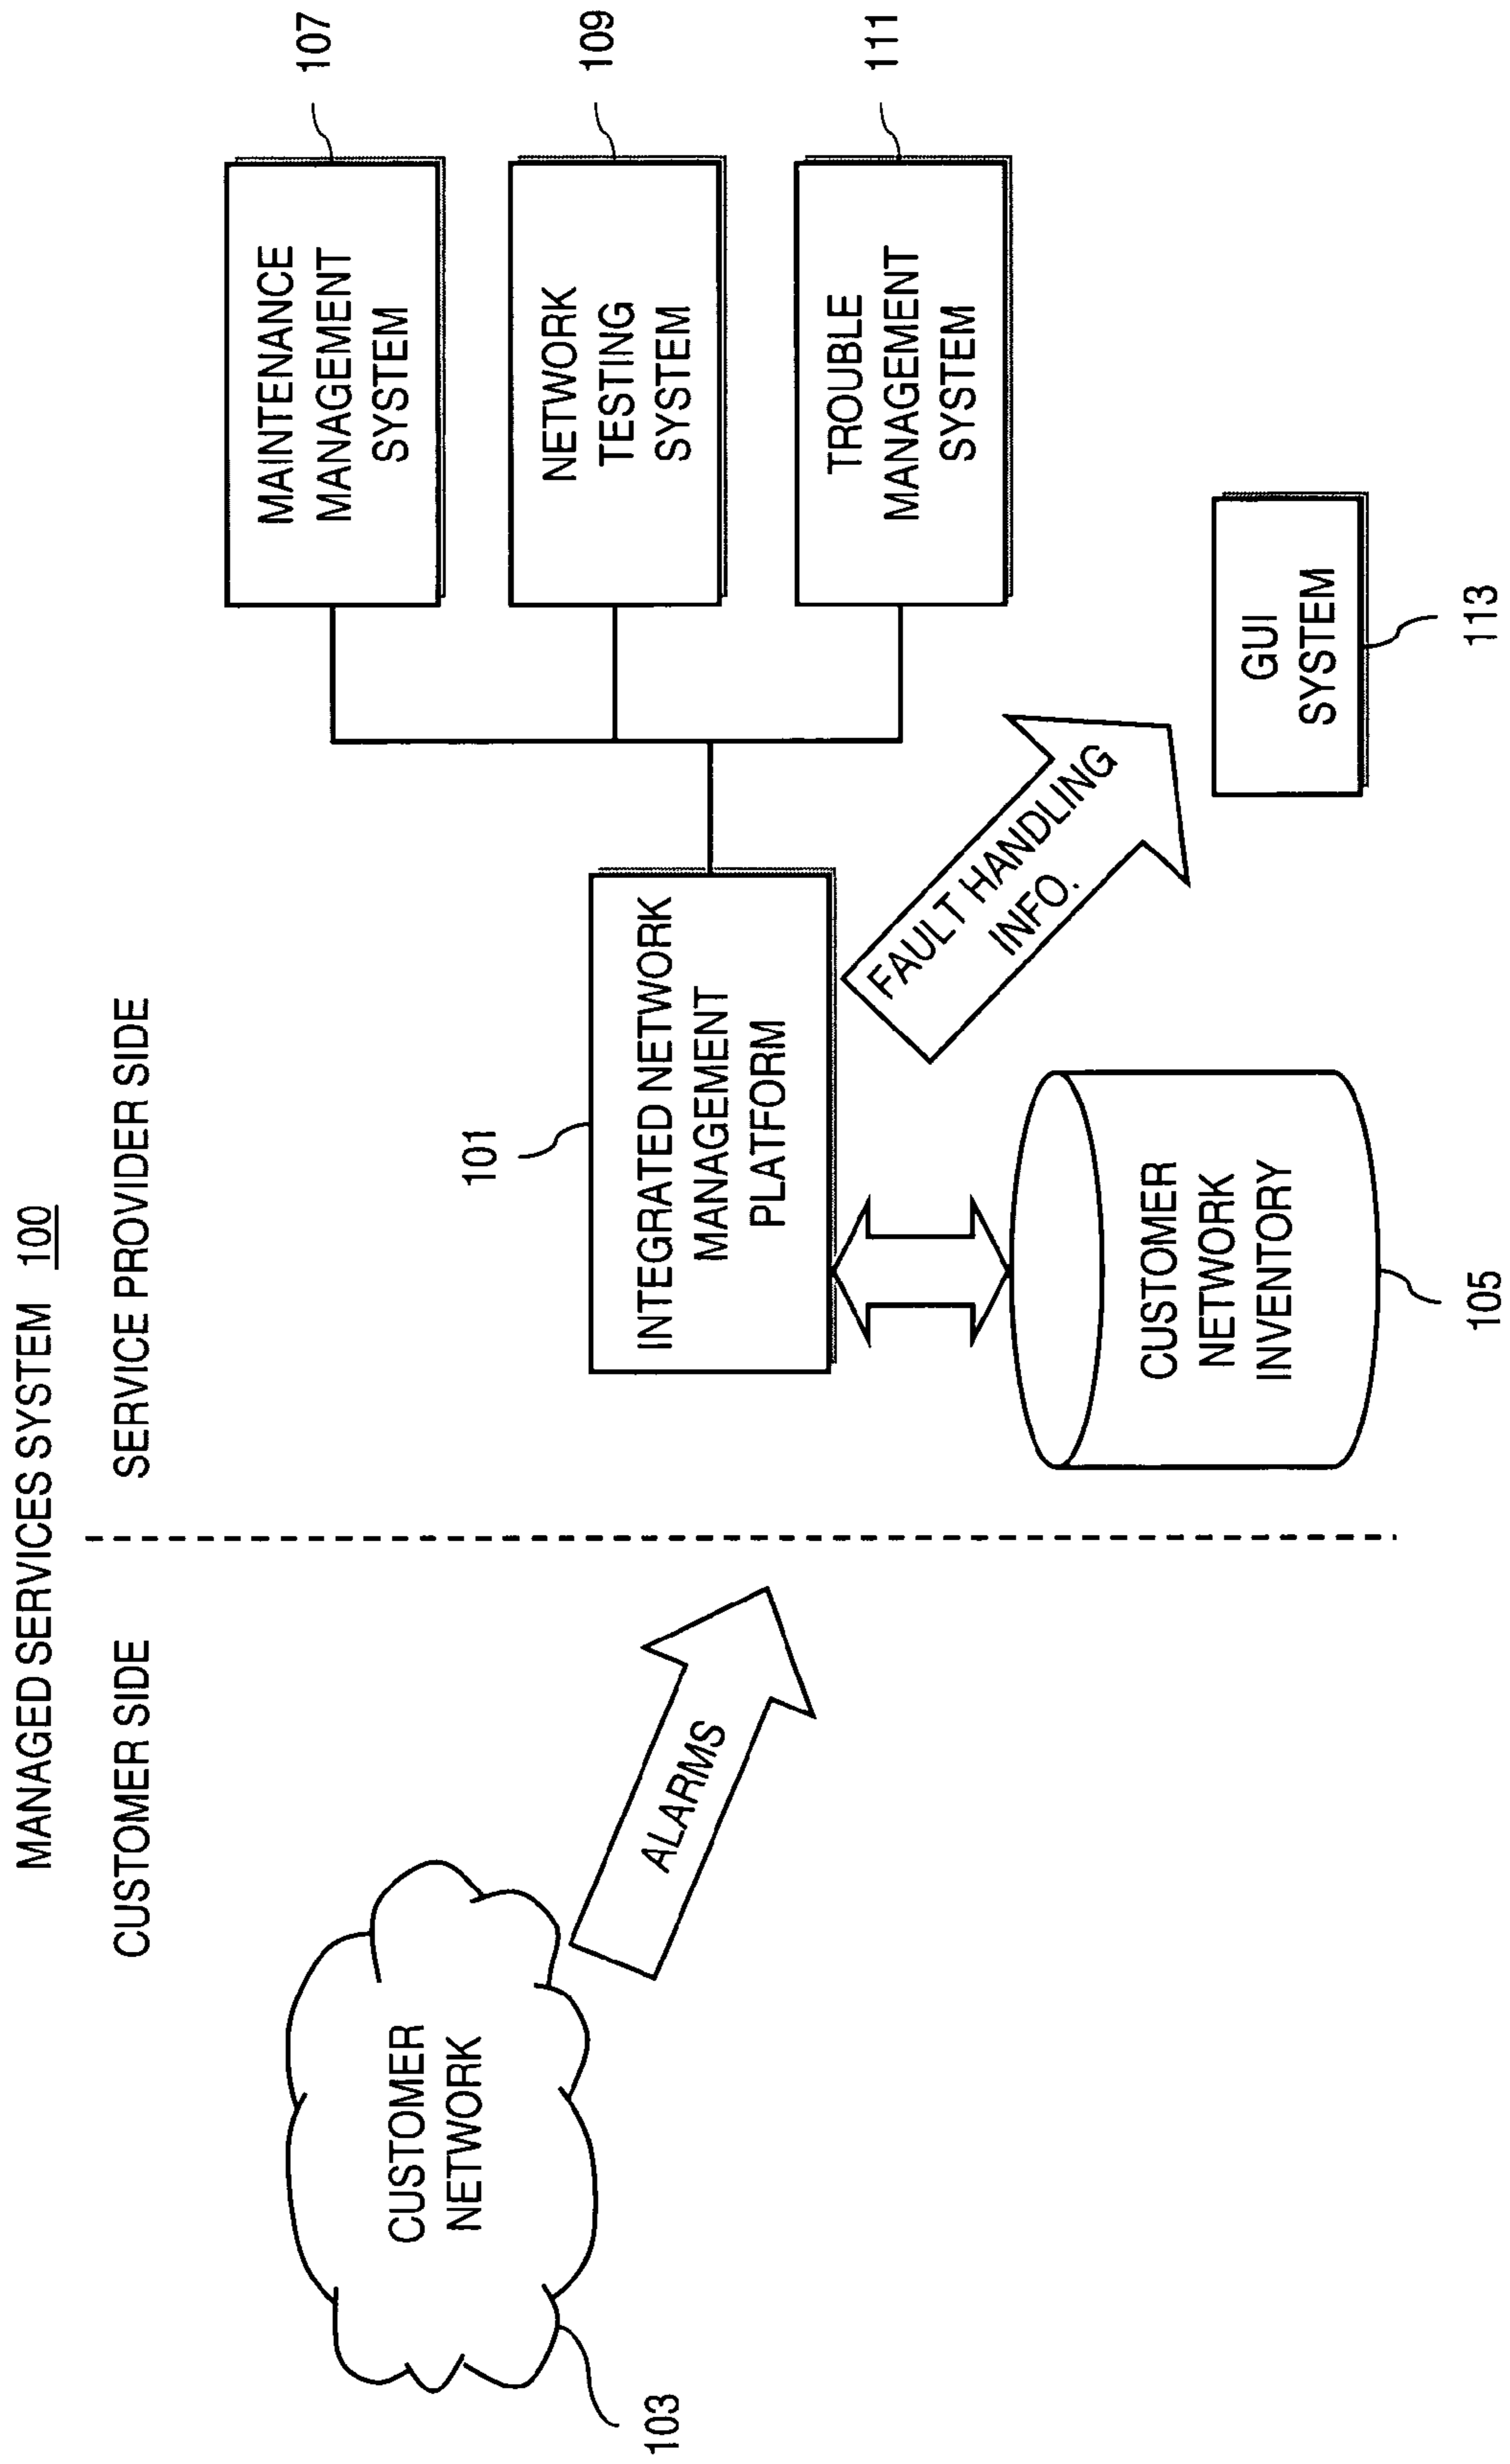 MANAGED SERVICES SYSTEM 100
CUSTOMER SIDE
SERVICE PROVIDER SIDE
CUSTOMER
NETWORK
103
ALARMS
101
INTEGRATED NETWORK
MANAGEMENT
PLATFORM
CUSTOMER
NETWORK
INVENTORY
105
FAULT HANDLING
INFO.
MAINTENANCE
MANAGEMENT
SYSTEM
107
NETWORK
TESTING
SYSTEM
109
TROUBLE
MANAGEMENT
SYSTEM
111
GUI
SYSTEM
113